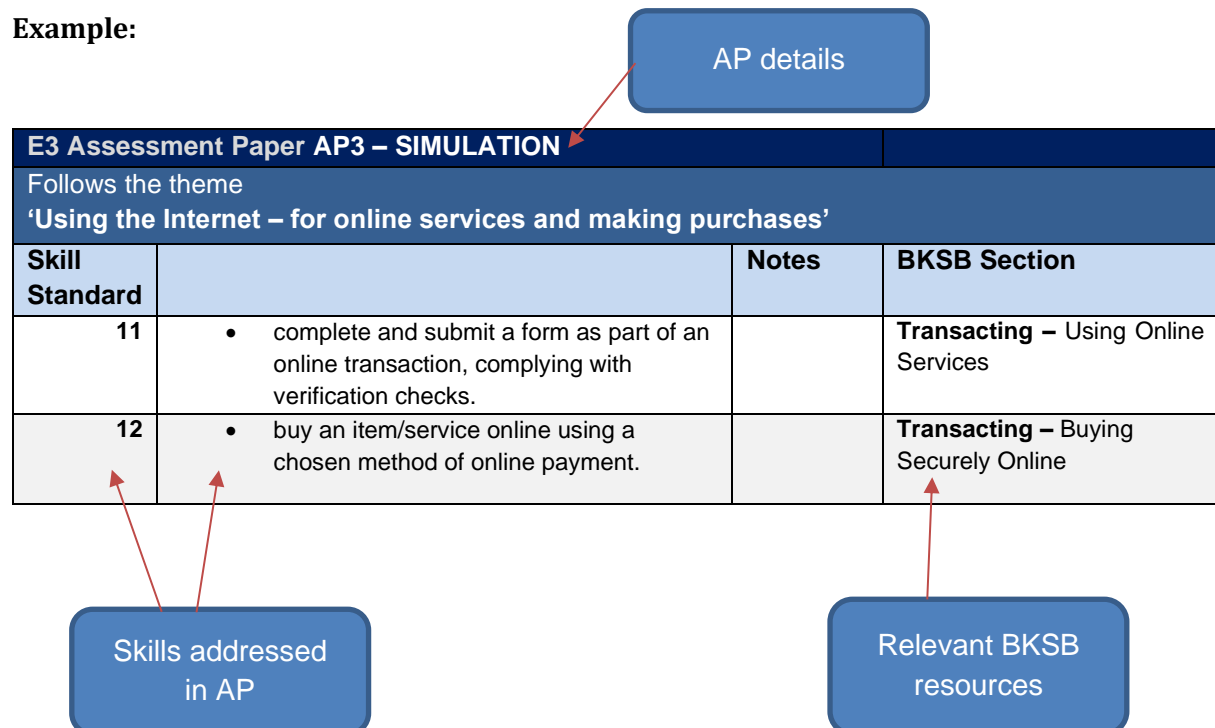 Example:
AP details
E3 Assessment Paper AP3 – SIMULATION
Follows the theme
‘Using the Internet – for online services and making purchases’
Skill
Standard
Notes
BKSB Section
11
• complete and submit a form as part of an
online transaction, complying with
verification checks.
Transacting – Using Online
Services
12
• buy an item/service online using a
chosen method of online payment.
Transacting – Buying
Securely Online
Skills addressed
in AP
Relevant BKSB
resources